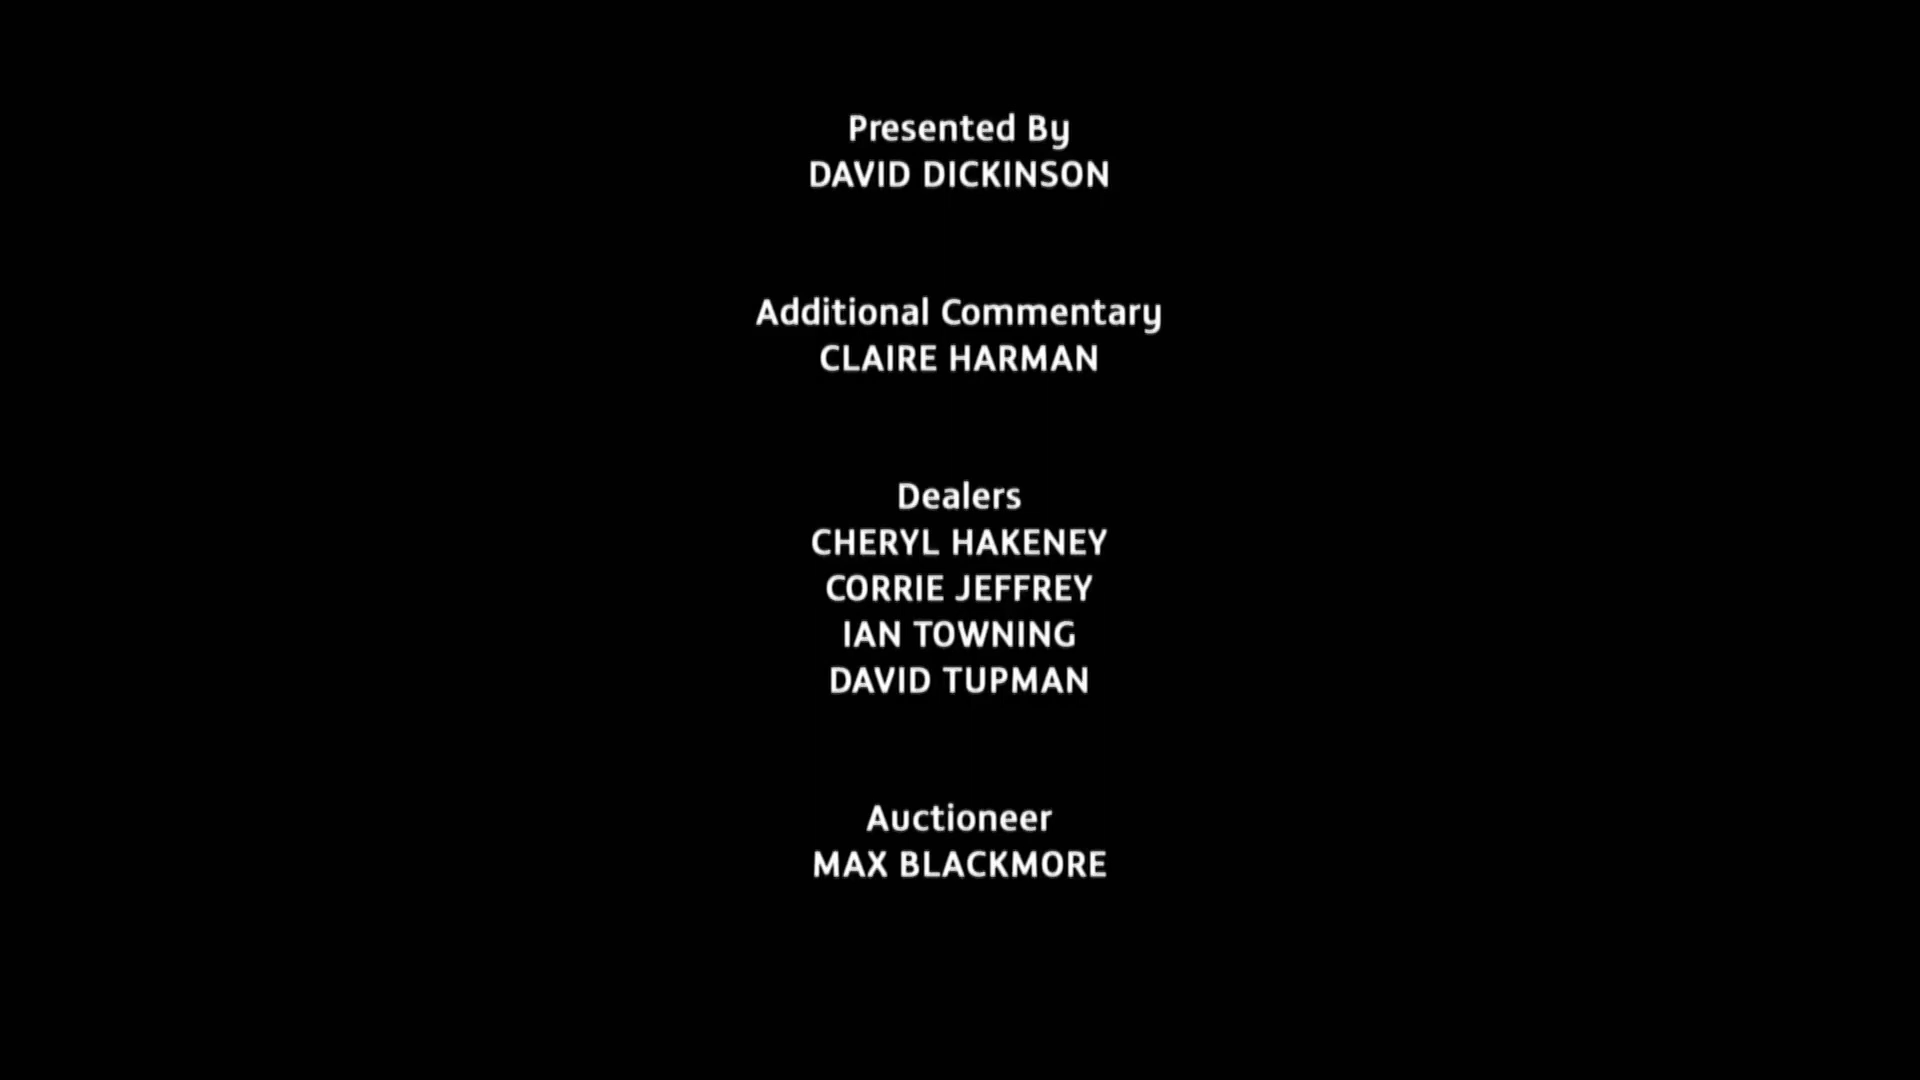 Presented By
DAVID DICKINSON
Additional Commentary
CLAIRE HARMAN
Dealers
CHERYL HAKENEY
CORRIE JEFFREY
IAN TOWNING
DAVID TUPMAN
Auctioneer
MAX BLACKMORE